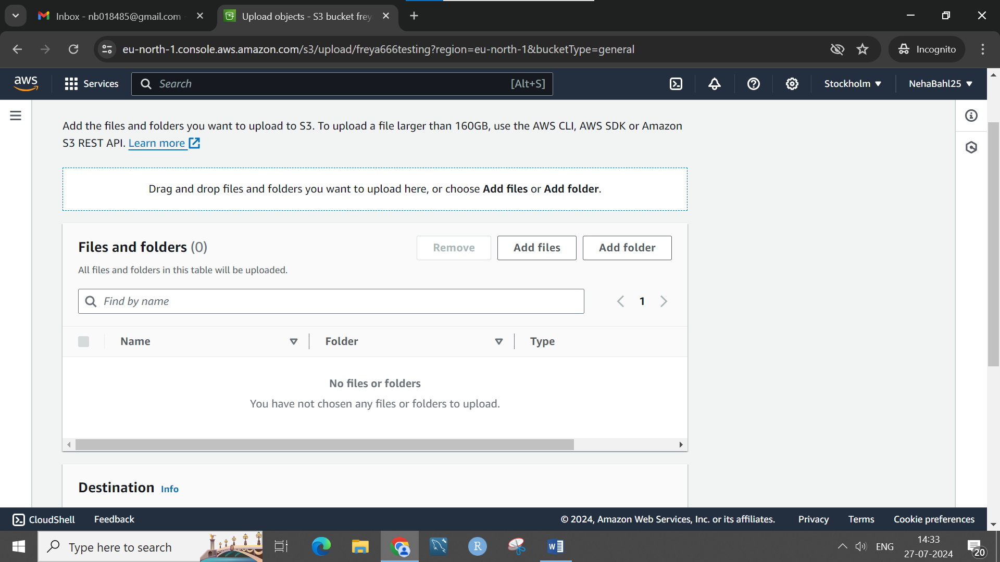 Inbox - nb018485@gmail.com
Upload objects - S3 bucket frey
eu-north-1.console.aws.amazon.com/s3/upload/freya666testing?region=eu-north-1&bucketType=general
Incognito
aws
Services
Search
[Alt+S]
Stockholm
NehaBahl25
Add the files and folders you want to upload to S3. To upload a file larger than 160GB, use the AWS CLI, AWS SDK or Amazon
S3 REST API. Learn more
Drag and drop files and folders you want to upload here, or choose Add files or Add folder.
Files and folders (0)
Remove
Add files
Add folder
All files and folders in this table will be uploaded.
Find by name
1
Name
Folder
Type
No files or folders
You have not chosen any files or folders to upload.
Destination Info
CloudShell
Feedback
© 2024, Amazon Web Services, Inc. or its affiliates.
Privacy
Terms
Cookie preferences
Type here to search
R
W
ENG
14:33
27-07-2024
20